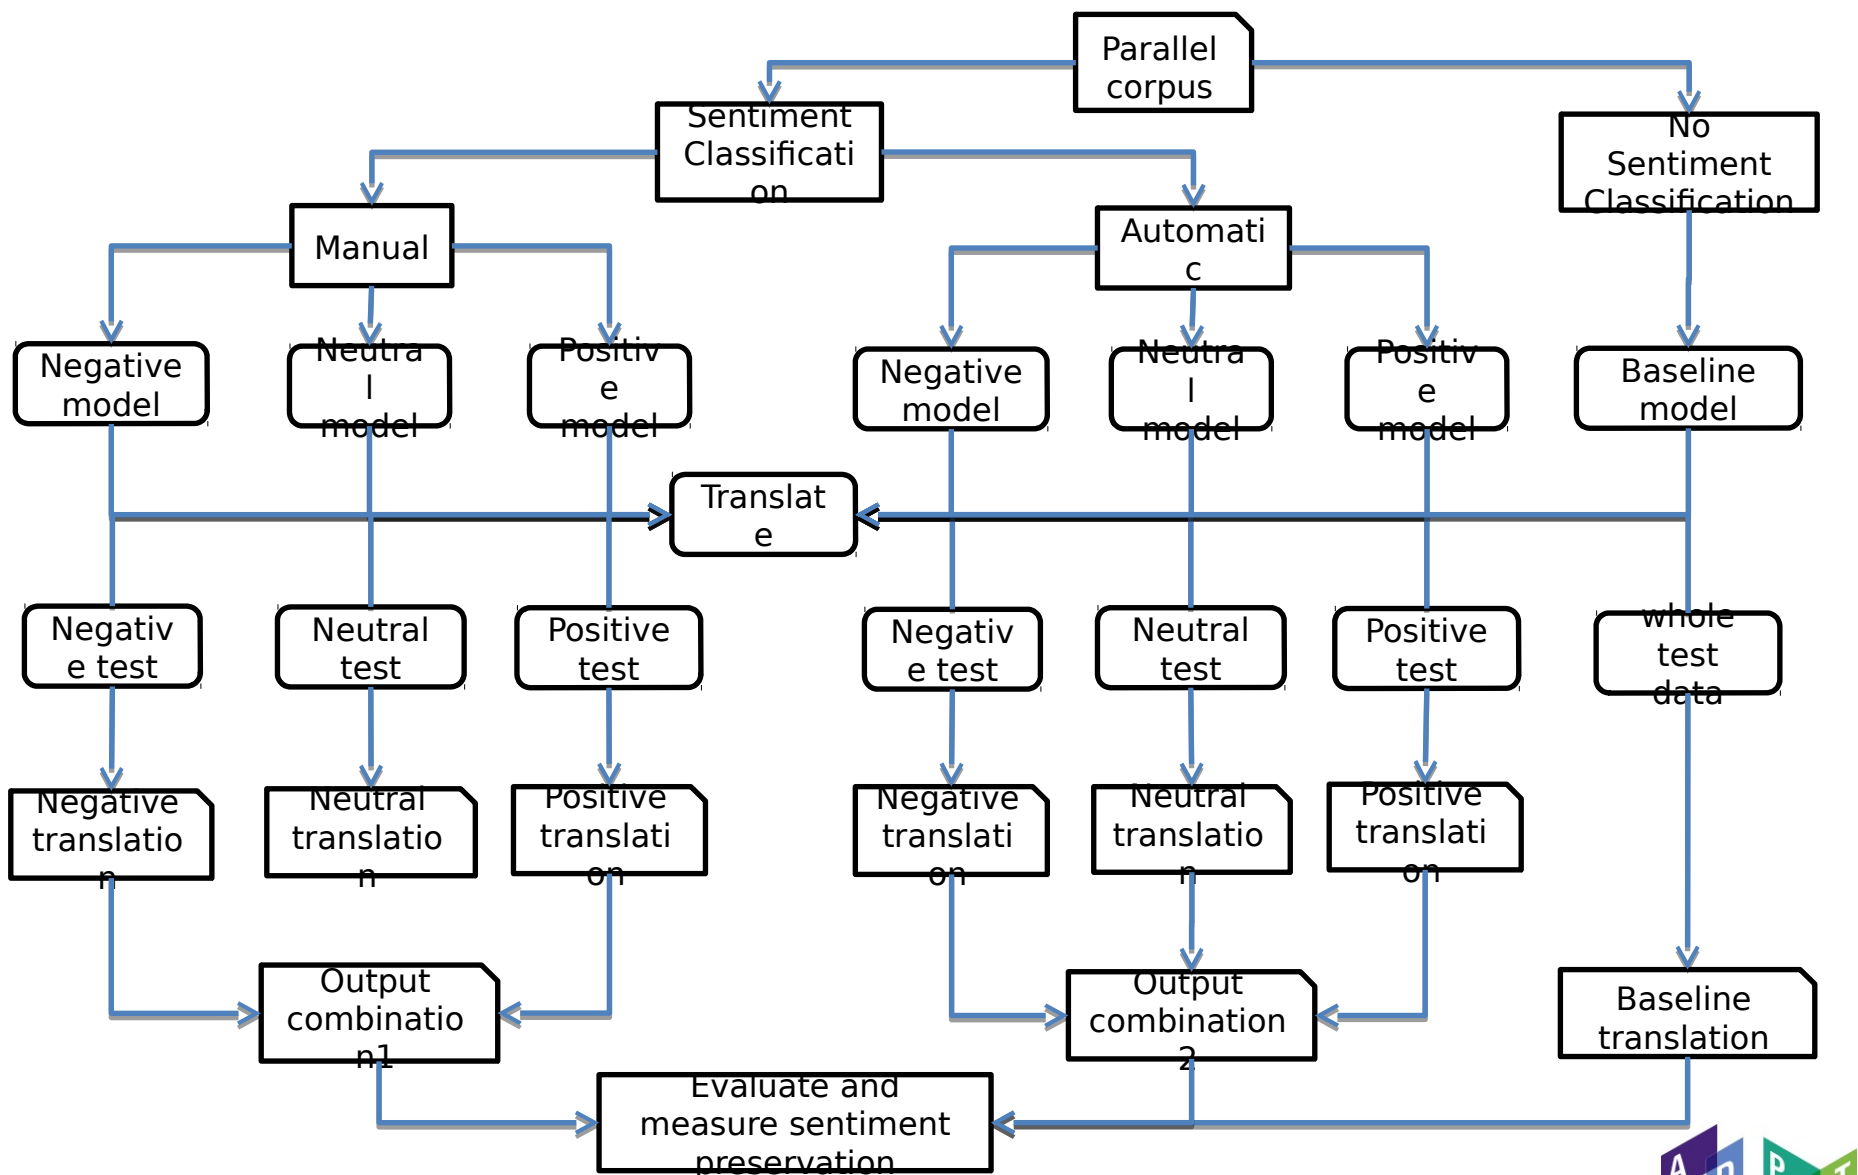 Parallel
corpus
Sentiment
Classificati
on
No
Sentiment
Classification
Manual
Automati
c
Negative
model
Neutra
l
model
Positiv
e
model
Negative
model
Neutra
l
model
Positiv
e
model
Baseline
model
Translat
e
Negativ
e test
Neutral
test
Positive
test
Negativ
e test
Neutral
test
Positive
test
whole
test
data
Negative
translatio
n
Neutral
translatio
n
Positive
translati
on
Negative
translati
on
Neutral
translatio
n
Positive
translati
on
Output
combinatio
n1
Output
combination
2
Baseline
translation
Evaluate and
measure sentiment
preservation